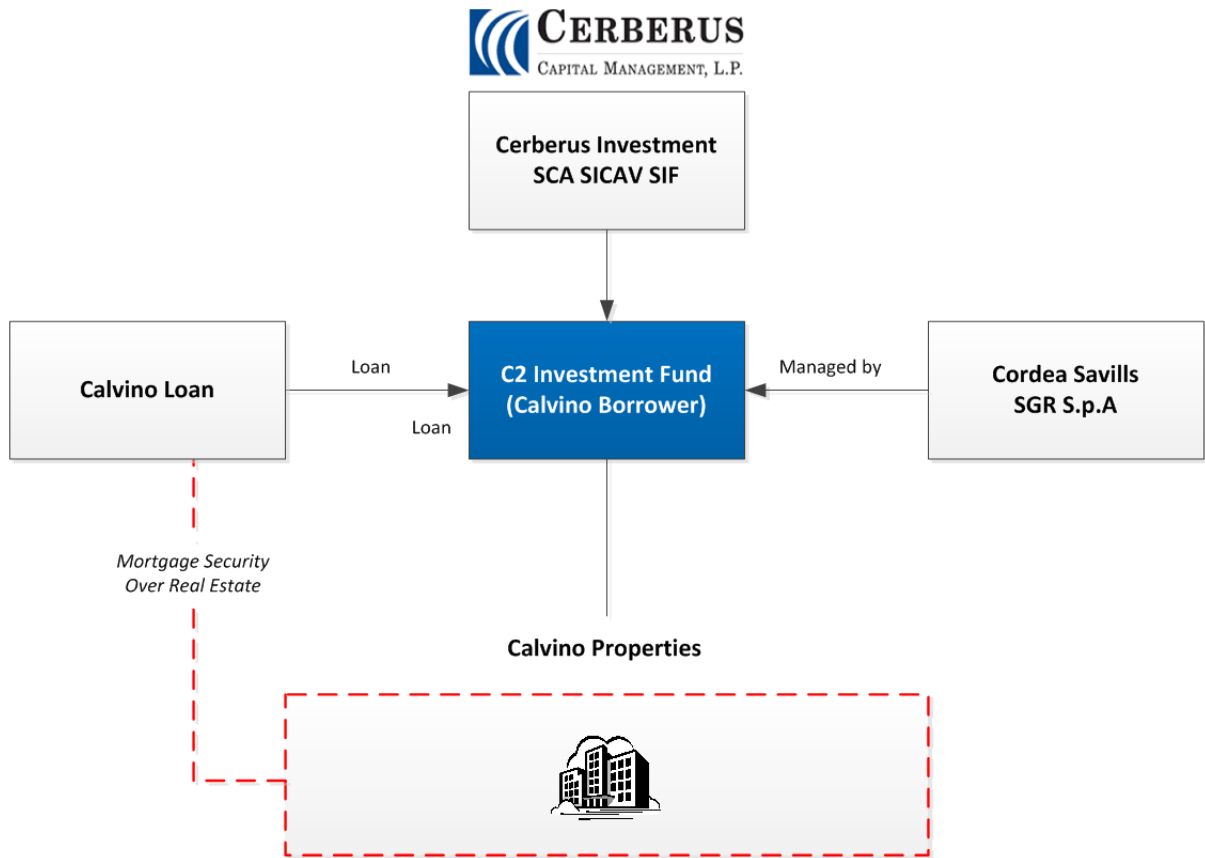 CERBERUS
CAPITAL MANAGEMENT, L.P.
Cerberus Investment
SCA SICAV SIF
Calvino Loan
Loan
Loan
C2 Investment Fund
(Calvino Borrower)
Managed by
Cordea Savills
SGR S.p.A
Mortgage Security
Over Real Estate
Calvino Properties